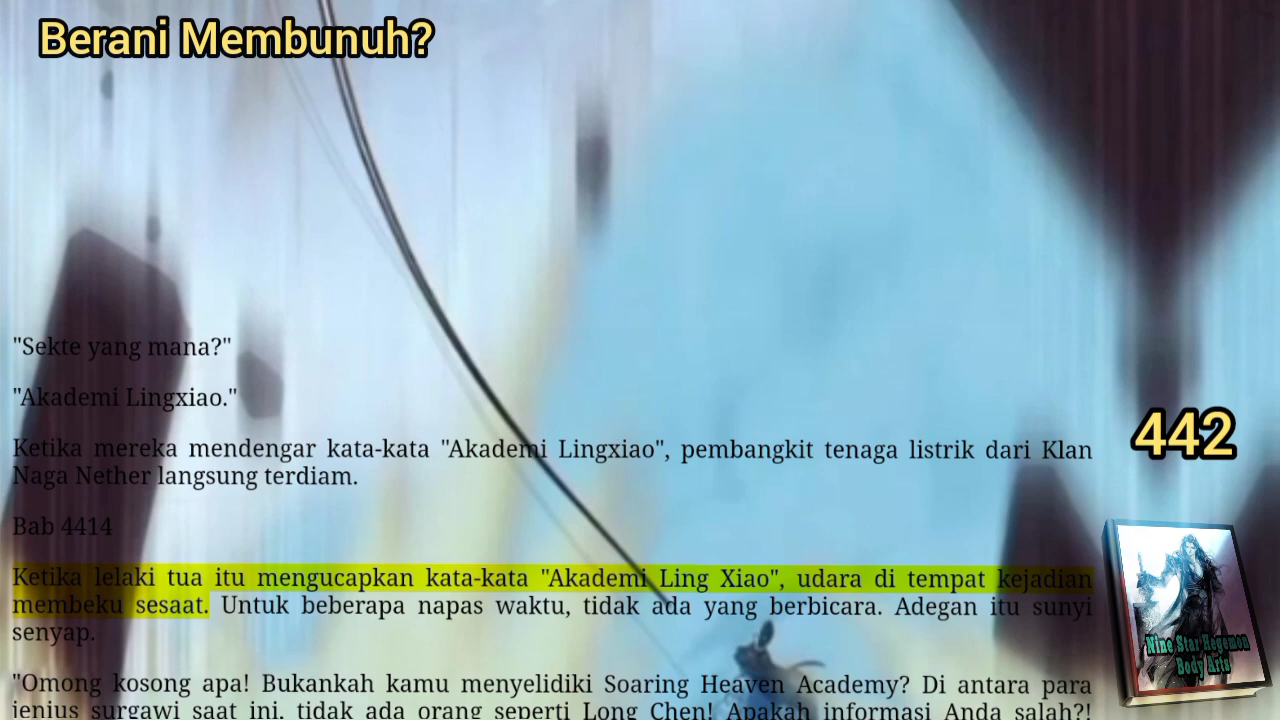 Berani Membunuh?
"Sekte yang mana?"
"Akademi Lingxiao."
Ketika mereka mendengar kata-kata "Akademi Lingxiao", pembangkit tenaga listrik dari Klan
Naga Nether langsung terdiam.
442
Bab 4414
Ketika lelaki tua itu mengucapkan kata-kata "Akademi Ling Xiao", udara di tempat kejadian
membeku sesaat. Untuk beberapa napas waktu, tidak ada yang berbicara. Adegan itu sunyi
senyap.
"Omong kosong apa! Bukankah kamu menyelidiki Soaring Heaven Academy? Di antara para
jenius surgawi saat ini, tidak ada orang seperti Long Chen! Apakah informasi Anda salah?!
Nine Star Hegemon
Body Arts